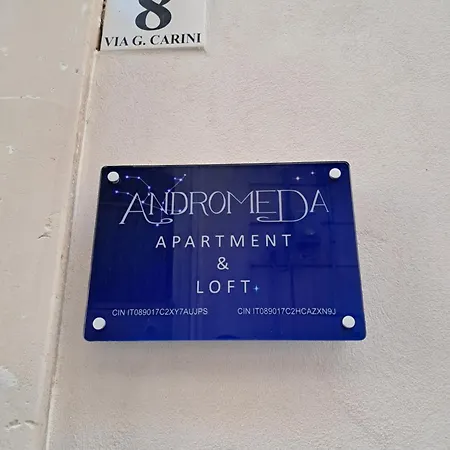 8
VIA G. CARINI
ANDROMEDA
APARTMENT
&
LOFT
CIN IT089017C2XY7AUJPS CIN IT089017C2HCAZXN9J